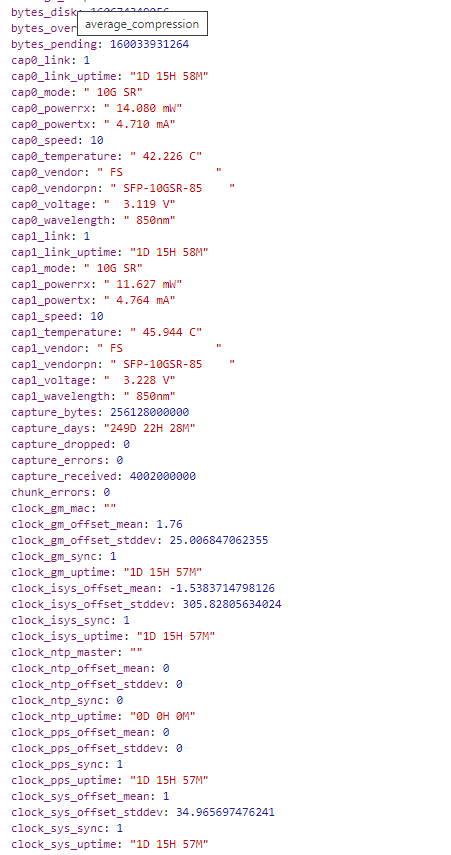 bytes_disk:
bytes_over
average_compression
bytes_pending: 160033931264
cap0_link: 1
cap0_link_uptime: "1D 15H 58M"
cap0_mode: " 10G SR"
cap0_powerrx: " 14.080 mW"
cap0_powertx: " 4.710 mA"
cap0_speed: 10
cap0_temperature: " 42.226 C"
cap0_vendor: " FS              "
cap0_vendorpn: " SFP-10GSR-85    "
cap0_voltage: "  3.119 V"
cap0_wavelength: " 850nm"
cap1_link: 1
cap1_link_uptime: "1D 15H 58M"
cap1_mode: " 10G SR"
cap1_powerrx: " 11.627 mW"
cap1_powertx: " 4.764 mA"
cap1_speed: 10
cap1_temperature: " 45.944 C"
cap1_vendor: " FS              "
cap1_vendorpn: " SFP-10GSR-85    "
cap1_voltage: "  3.228 V"
cap1_wavelength: " 850nm"
capture_bytes: 256128000000
capture_days: "249D 22H 28M"
capture_dropped: 0
capture_errors: 0
capture_received: 4002000000
chunk_errors: 0
clock_gm_mac: ""
clock_gm_offset_mean: 1.76
clock_gm_offset_stddev: 25.006847062355
clock_gm_sync: 1
clock_gm_uptime: "1D 15H 57M"
clock_isys_offset_mean: -1.5383714798126
clock_isys_offset_stddev: 305.82805634024
clock_isys_sync: 1
clock_isys_uptime: "1D 15H 57M"
clock_ntp_master: ""
clock_ntp_offset_mean: 0
clock_ntp_offset_stddev: 0
clock_ntp_sync: 0
clock_ntp_uptime: "0D 0H 0M"
clock_pps_offset_mean: 0
clock_pps_offset_stddev: 0
clock_pps_sync: 1
clock_pps_uptime: "1D 15H 57M"
clock_sys_offset_mean: 1
clock_sys_offset_stddev: 34.965697476241
clock_sys_sync: 1
clock_sys_uptime: "1D 15H 57M"